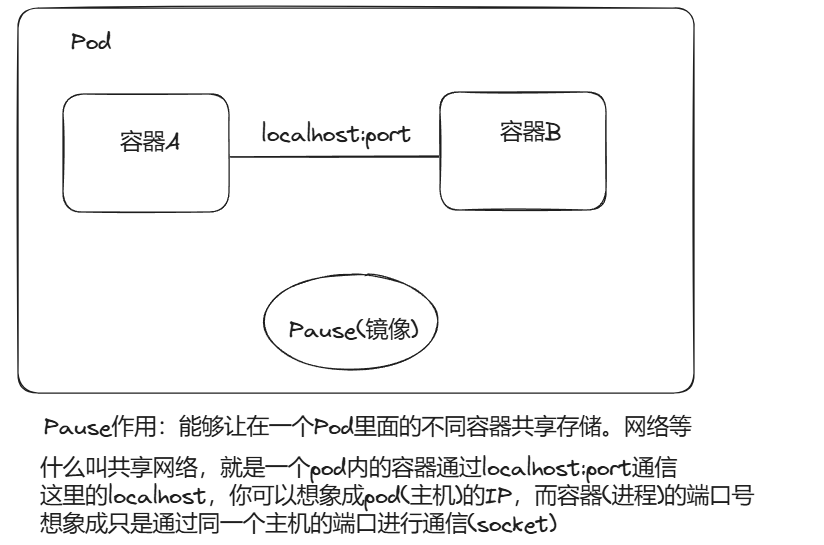 Pod
容器A
localhost:port
容器B
Pause(镜像)
Pause作用：能够让在一个Pod里面的不同容器共享存储。网络等
什么叫共享网络，就是一个pod内的容器通过localhost:port通信
这里的localhost，你可以想象成pod(主机)的IP，而容器(进程)的端口号
想象成只是通过同一个主机的端口进行通信(socket)